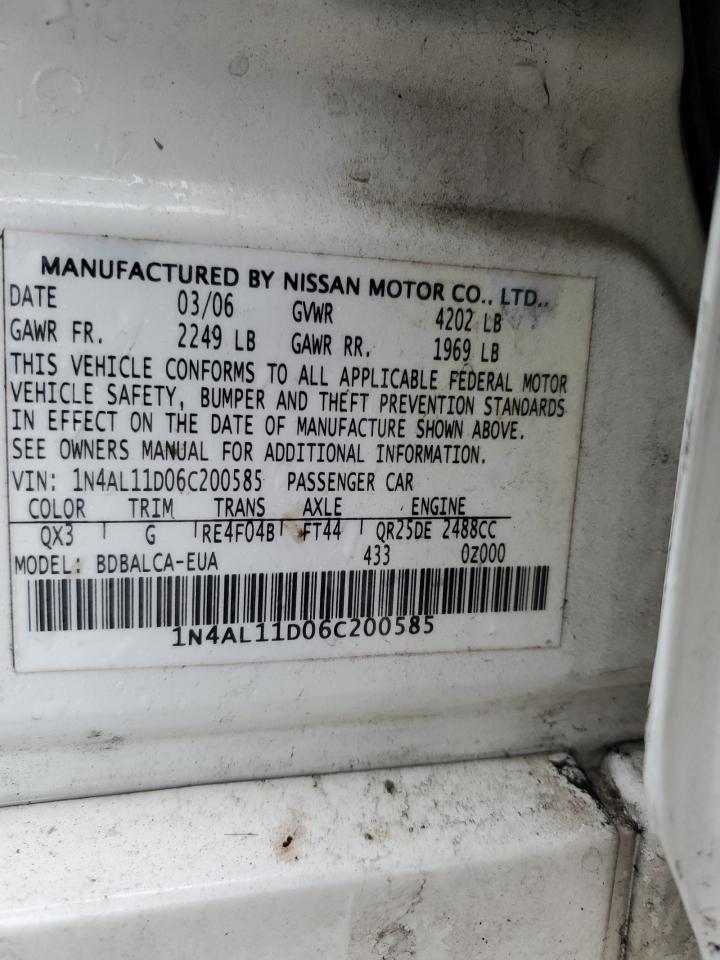 MANUFACTURED BY NISSAN MOTOR CO., LTD..
DATE 03/06 GVWR 4202 LB
GAWR FR. 2249 LB GAWR RR. 1969 LB
THIS VEHICLE CONFORMS TO ALL APPLICABLE FEDERAL MOTOR
VEHICLE SAFETY, BUMPER AND THEFT PREVENTION STANDARDS
IN EFFECT ON THE DATE OF MANUFACTURE SHOWN ABOVE.
SEE OWNERS MANUAL FOR ADDITIONAL INFORMATION.
VIN: 1N4AL11D06C200585 PASSENGER CAR
COLOR TRIM TRANS AXLE ENGINE
QX3 G RE4F04B FT44 QR25DE 2488CC
MODEL: BDBALCA-EUA 433 0Z000
1N4AL11D06C200585